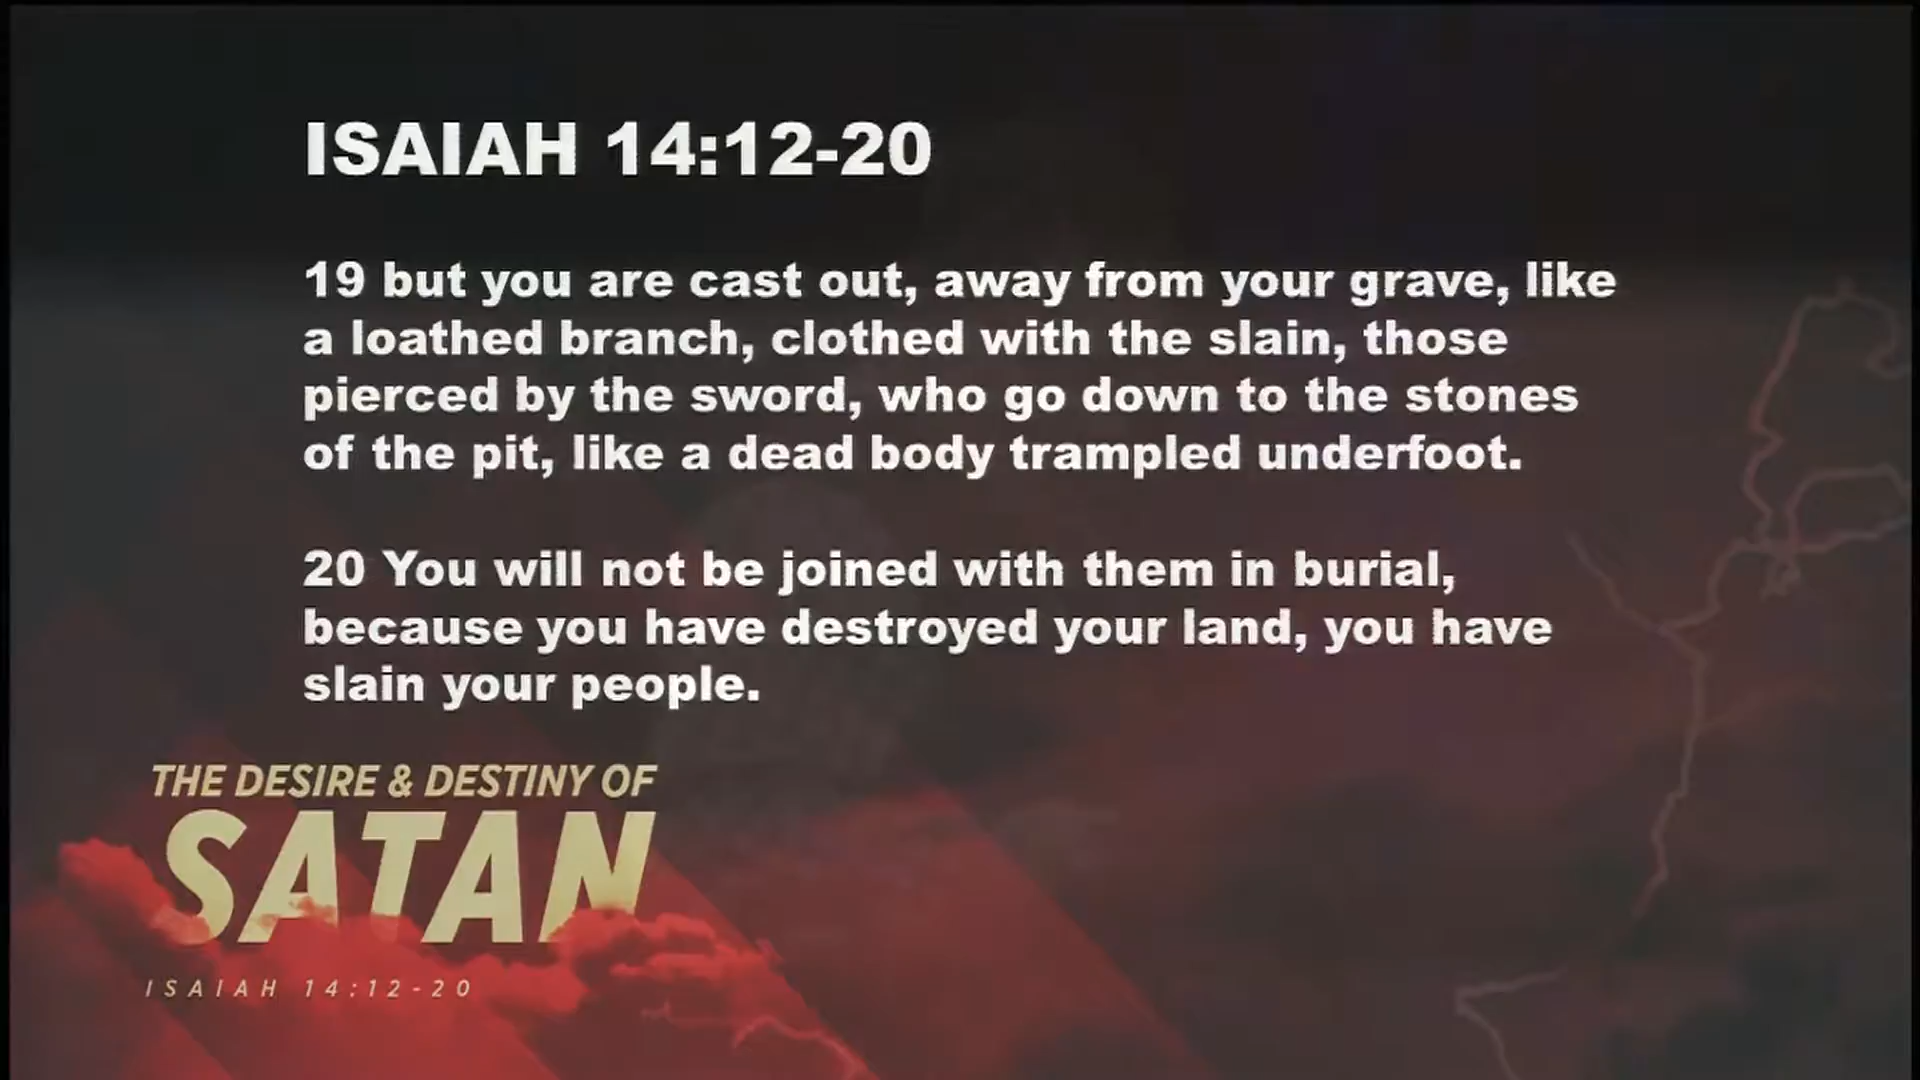 ISAIAH 14:12-20
19 but you are cast out, away from your grave, like
a loathed branch, clothed with the slain, those
pierced by the sword, who go down to the stones
of the pit, like a dead body trampled underfoot.
20 You will not be joined with them in burial,
because you have destroyed your land, you have
slain your people.
THE DESIRE & DESTINY OF
SATAN
ISAIAH 14:12-20